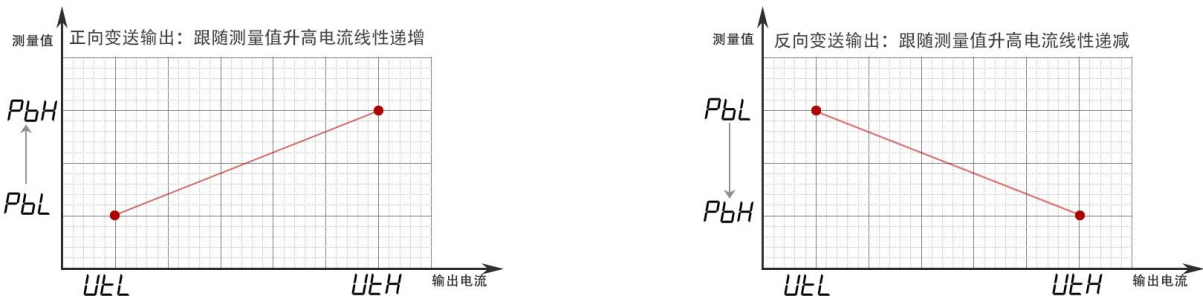 正向变送输出：跟随测量值升高电流线性递增
测量值
PbH
PbL
UtL
UtH
输出电流
反向变送输出：跟随测量值升高电流线性递减
测量值
PbL
PbH
UtL
UtH
输出电流